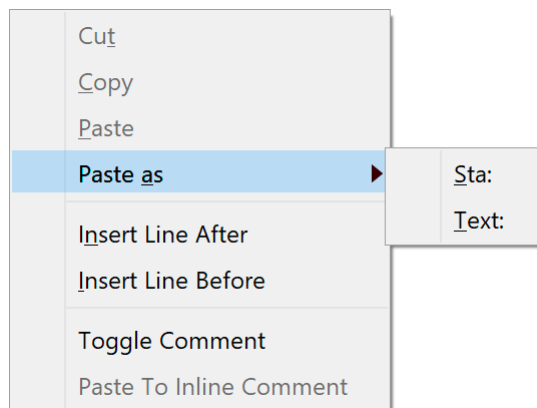 Cut
Copy
Paste
Paste as
Sta:
Text:
Insert Line After
Insert Line Before
Toggle Comment
Paste To Inline Comment